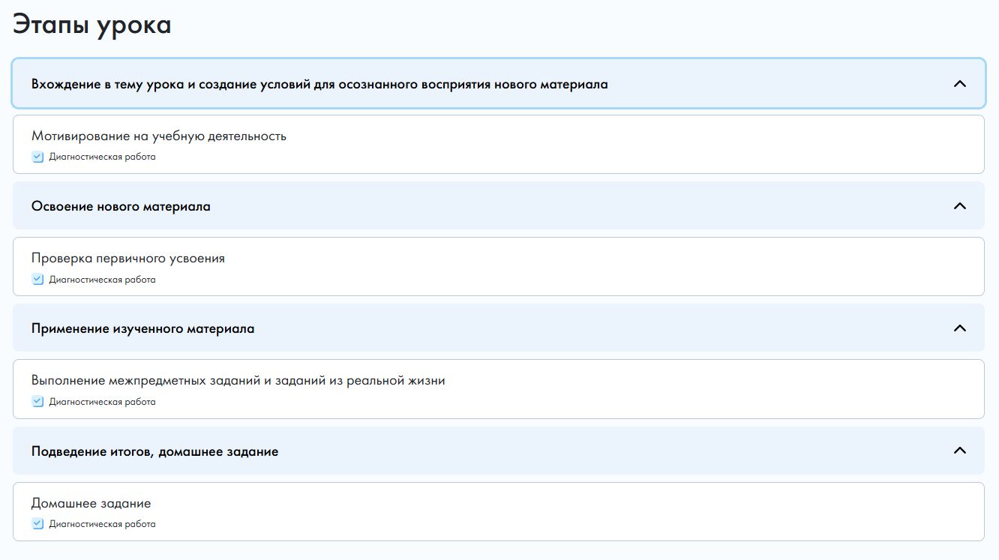 Этапы урока
Вхождение в тему урока и создание условий для осознанного восприятия нового материала
Мотивирование на учебную деятельность
Диагностическая работа
Освоение нового материала
Проверка первичного усвоения
Диагностическая работа
Применение изученного материала
Выполнение межпредметных заданий и заданий из реальной жизни
Диагностическая работа
Подведение итогов, домашнее задание
Домашнее задание
Диагностическая работа